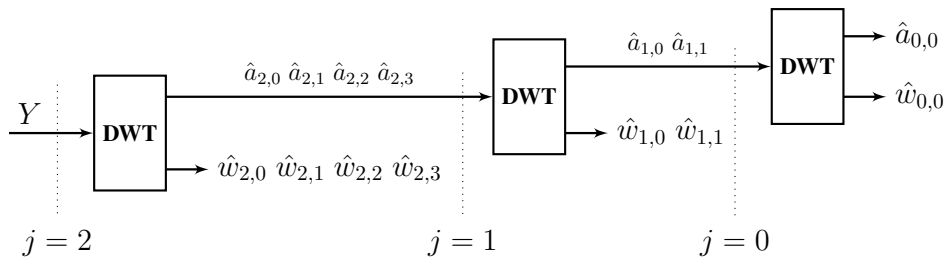 Y
DWT
â₂,₀ â₂,₁ â₂,₂ â₂,₃
ŵ₂,₀ ŵ₂,₁ ŵ₂,₂ ŵ₂,₃
DWT
â₁,₀ â₁,₁
ŵ₁,₀ ŵ₁,₁
DWT
â₀,₀
ŵ₀,₀
j = 2
j = 1
j = 0